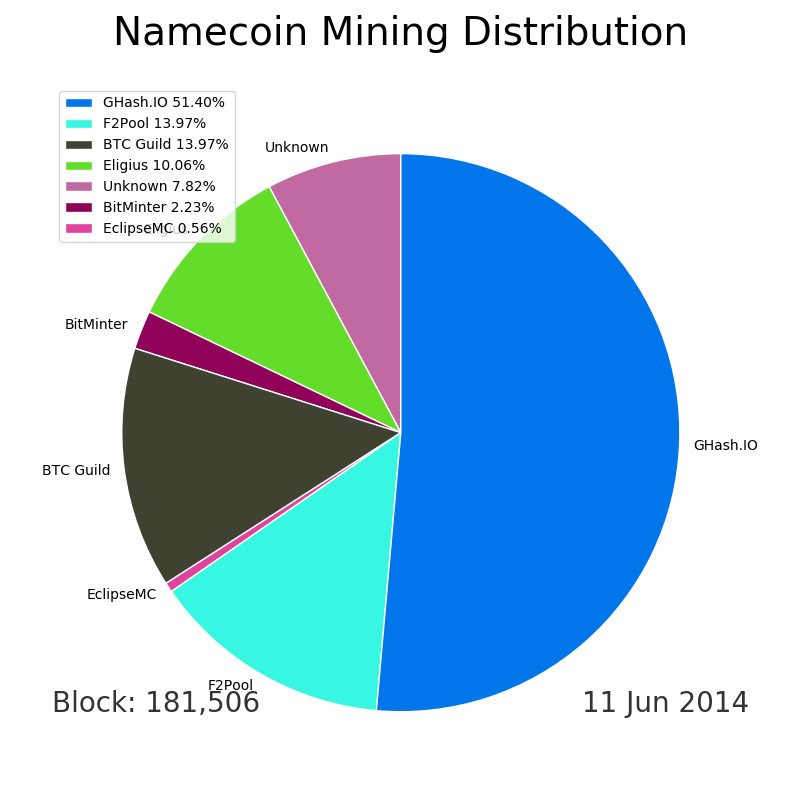 Namecoin Mining Distribution
GHash.IO 51.40%
F2Pool 13.97%
BTC Guild 13.97%
Eligius 10.06%
Unknown 7.82%
BitMinter 2.23%
EclipseMC 0.56%
Unknown
BitMinter
GHash.IO
BTC Guild
EclipseMC
F2Pool
Block: 181,506
11 Jun 2014